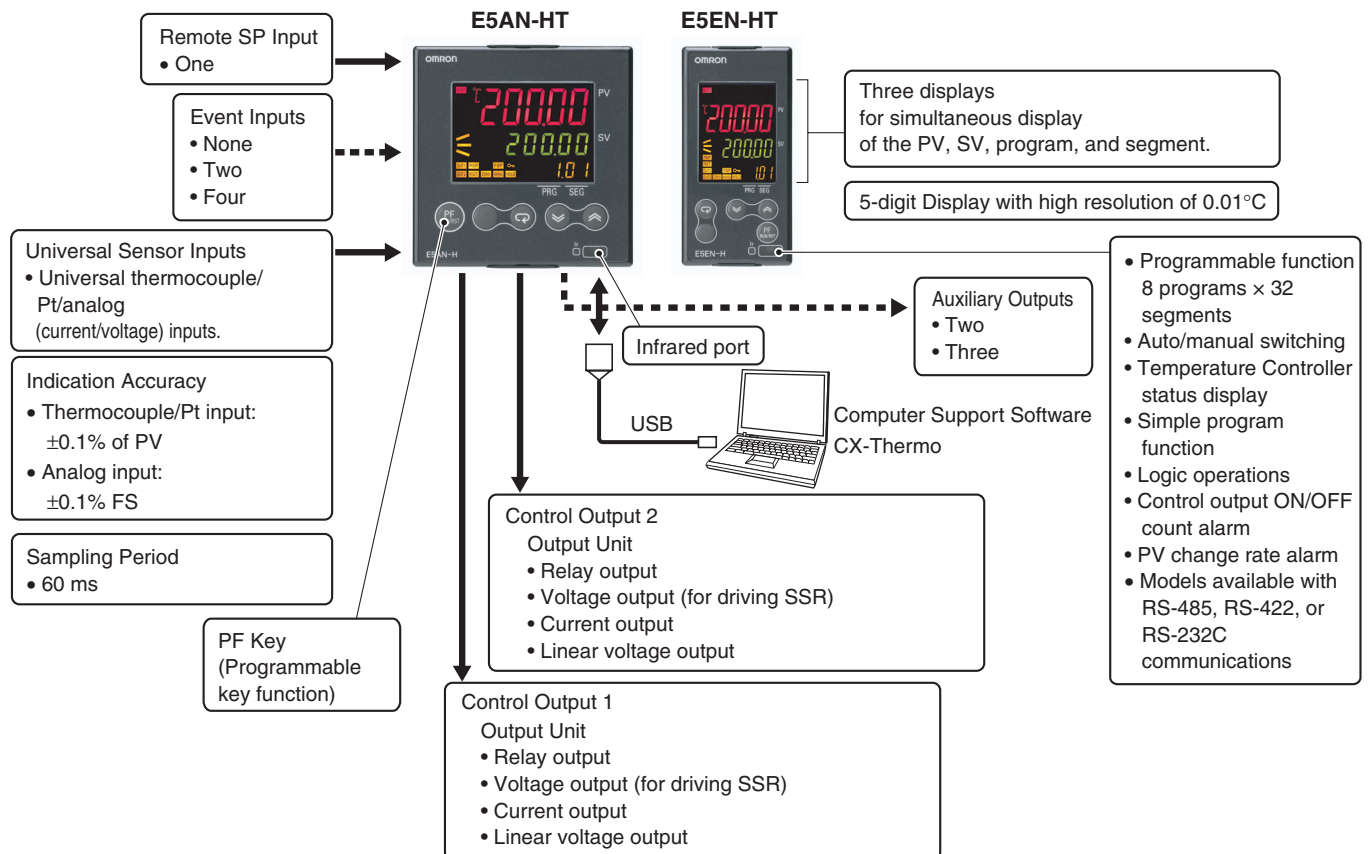 E5AN-HT
E5EN-HT
Remote SP Input
• One
Event Inputs
• None
• Two
• Four
Universal Sensor Inputs
• Universal thermocouple/
Pt/analog
(current/voltage) inputs.
Indication Accuracy
• Thermocouple/Pt input:
±0.1% of PV
• Analog input:
±0.1% FS
Sampling Period
• 60 ms
OMRON
℃ 200.00 PV
200.00 SV
1.01
PRG SEG
PF
Ir
E5AN-H
OMRON
℃ 200.00 PV
200.00 SV
1.01
PRG SEG
PF
Ir
E5EN-H
Three displays
for simultaneous display
of the PV, SV, program, and segment.
5-digit Display with high resolution of 0.01°C
• Programmable function
8 programs × 32
segments
• Auto/manual switching
• Temperature Controller
status display
• Simple program
function
• Logic operations
• Control output ON/OFF
count alarm
• PV change rate alarm
• Models available with
RS-485, RS-422, or
RS-232C
communications
Auxiliary Outputs
• Two
• Three
Infrared port
USB
Computer Support Software
CX-Thermo
PF Key
(Programmable
key function)
Control Output 2
Output Unit
• Relay output
• Voltage output (for driving SSR)
• Current output
• Linear voltage output
Control Output 1
Output Unit
• Relay output
• Voltage output (for driving SSR)
• Current output
• Linear voltage output